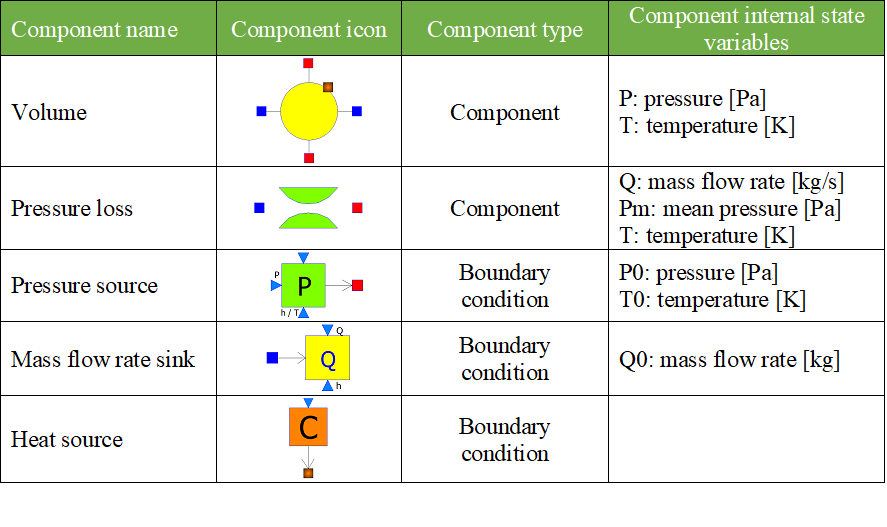 Component name
Component icon
Component type
Component internal state
variables
Volume
Component
P: pressure [Pa]
T: temperature [K]
Pressure loss
Component
Q: mass flow rate [kg/s]
Pm: mean pressure [Pa]
T: temperature [K]
Pressure source
P
P
h / T
Boundary
condition
P0: pressure [Pa]
T0: temperature [K]
Mass flow rate sink
Q
Q
h
Boundary
condition
Q0: mass flow rate [kg]
Heat source
C
Boundary
condition